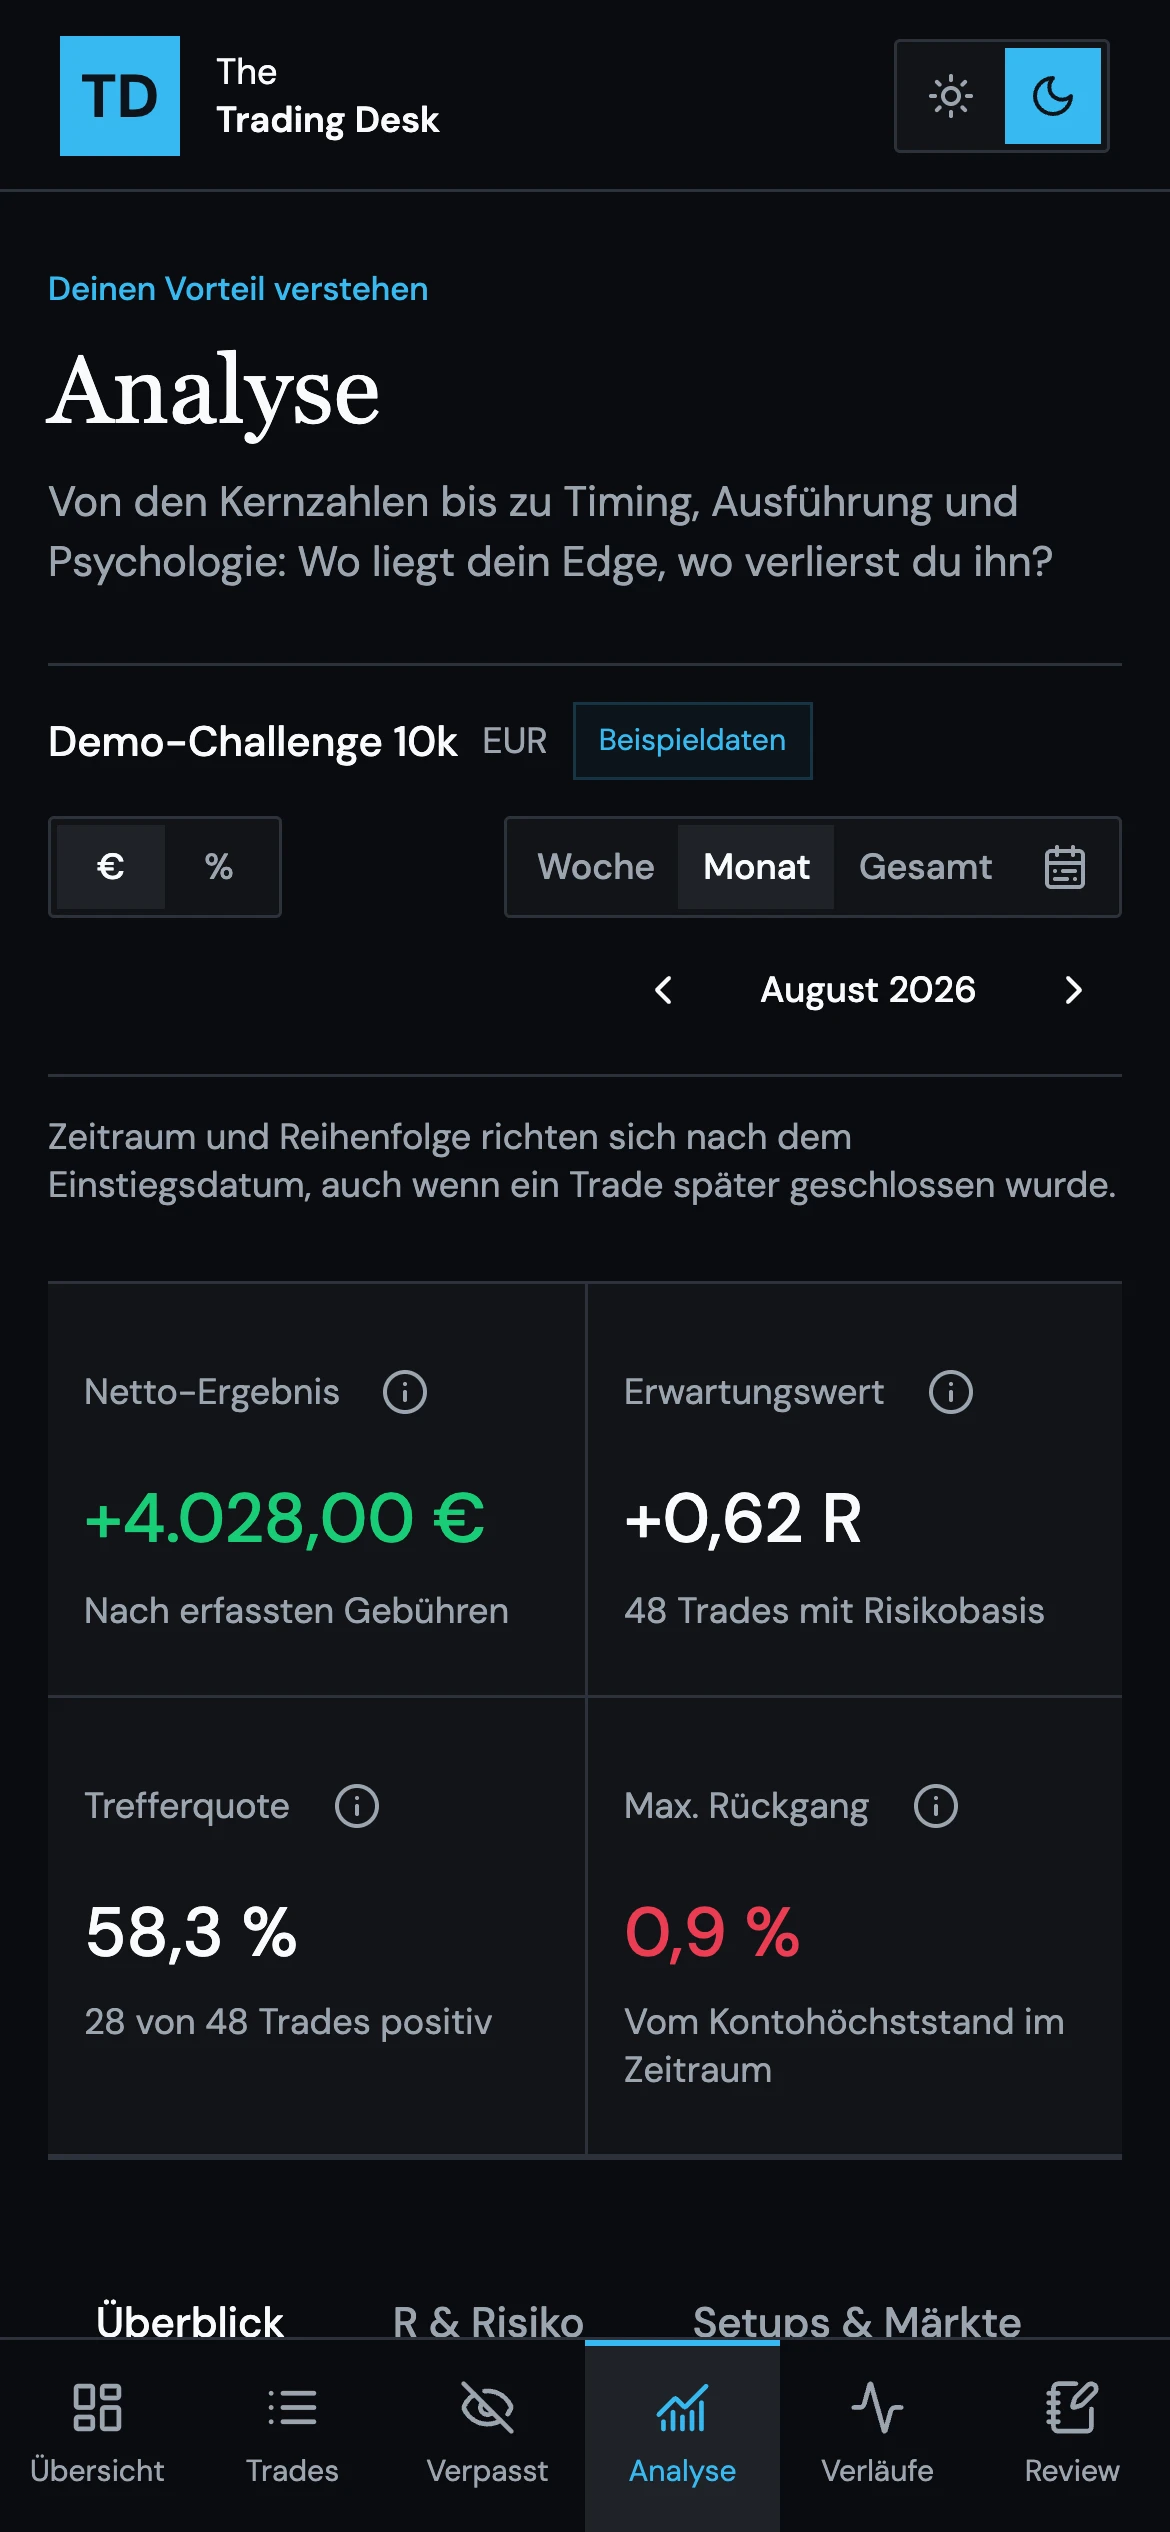 TD
The
Trading Desk
Deinen Vorteil verstehen
Analyse
Von den Kernzahlen bis zu Timing, Ausführung und
Psychologie: Wo liegt dein Edge, wo verlierst du ihn?
Demo-Challenge 10k EUR Beispieldaten
€ % Woche Monat Gesamt
August 2026
Zeitraum und Reihenfolge richten sich nach dem
Einstiegsdatum, auch wenn ein Trade später geschlossen wurde.
Netto-Ergebnis
+4.028,00 €
Nach erfassten Gebühren
Erwartungswert
+0,62 R
48 Trades mit Risikobasis
Trefferquote
58,3 %
28 von 48 Trades positiv
Max. Rückgang
0,9 %
Vom Kontohöchststand im
Zeitraum
Überblick R & Risiko Setups & Märkte
Übersicht Trades Verpasst Analyse Verläufe Review